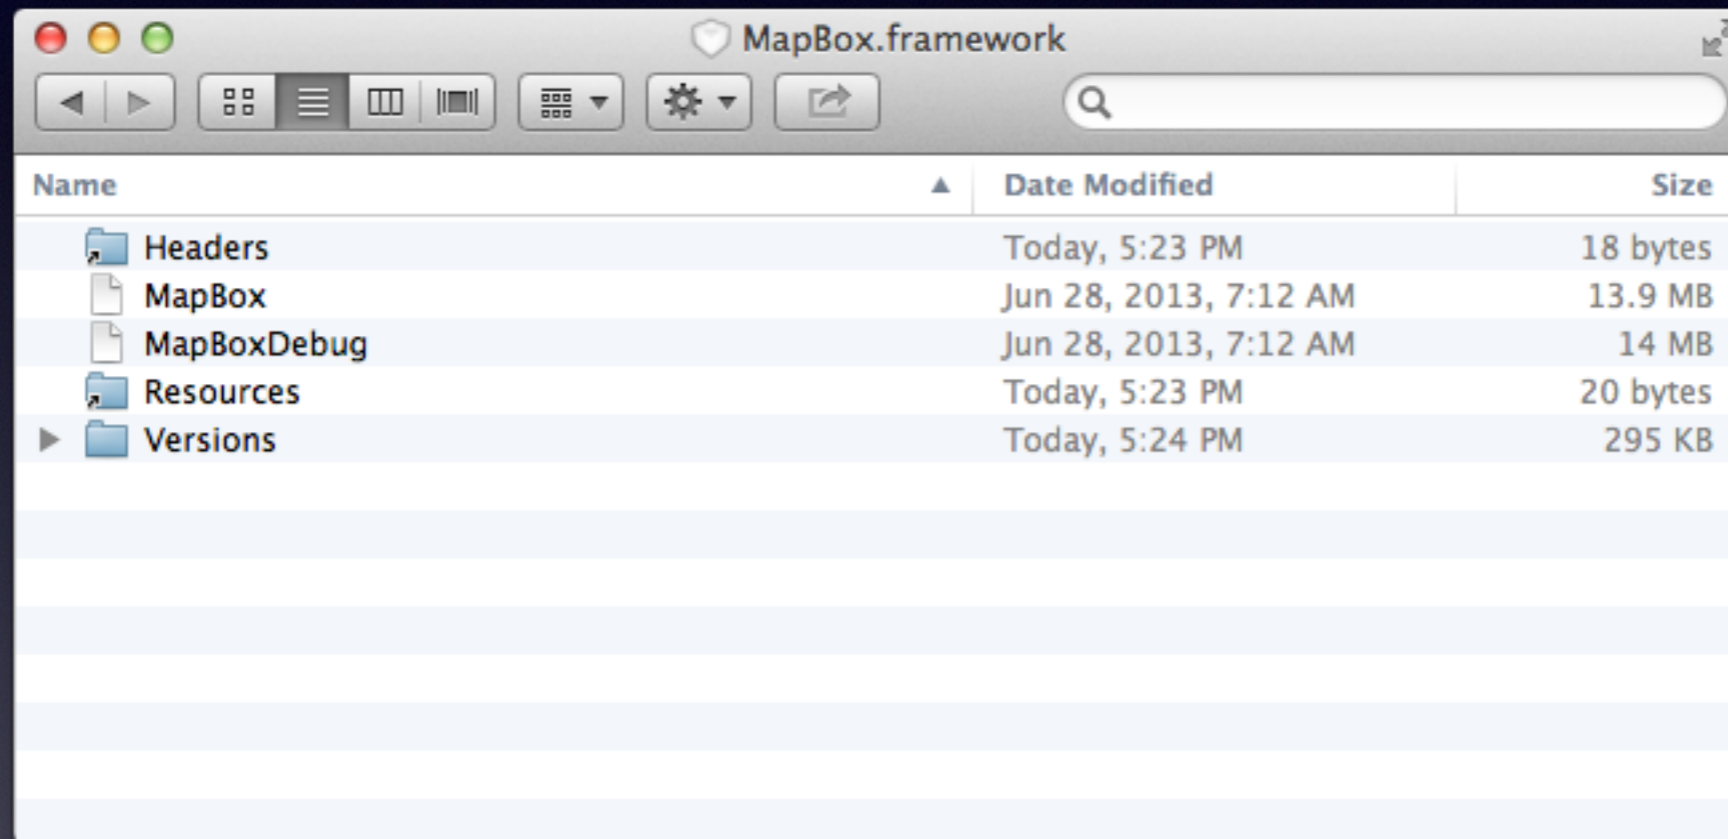 MapBox.framework
Name Date Modified Size
Headers Today, 5:23 PM 18 bytes
MapBox Jun 28, 2013, 7:12 AM 13.9 MB
MapBoxDebug Jun 28, 2013, 7:12 AM 14 MB
Resources Today, 5:23 PM 20 bytes
Versions Today, 5:24 PM 295 KB